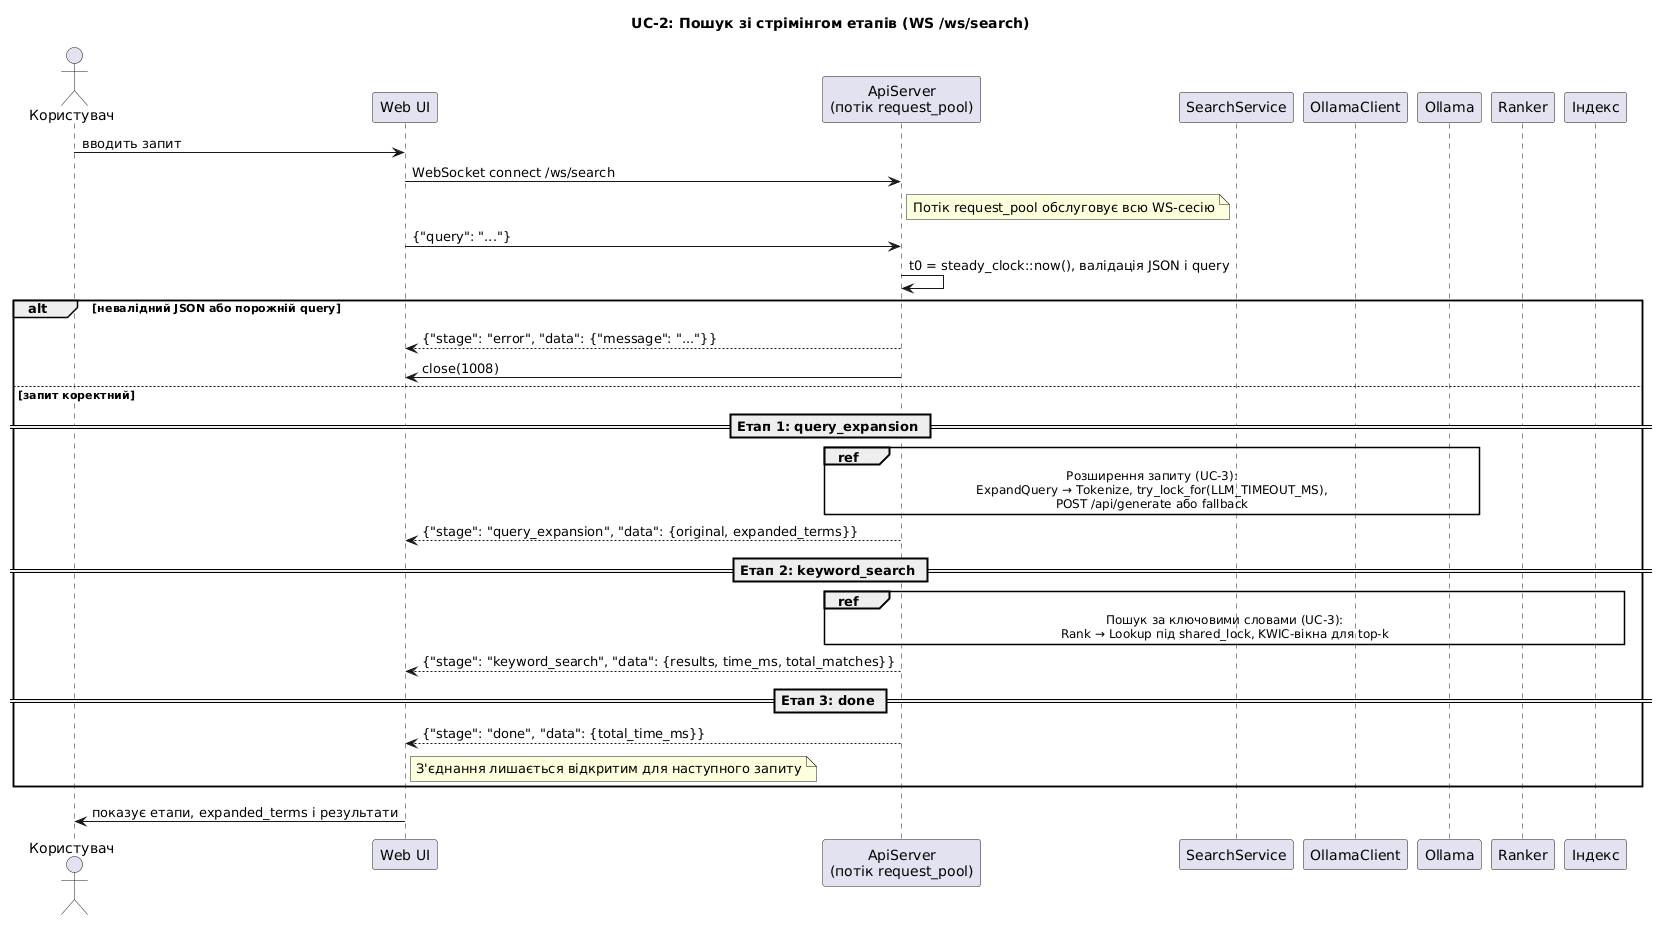 UC-2: Пошук зі стрімінгом етапів (WS /ws/search)
Користувач
Web UI
ApiServer
(потік request_pool)
SearchService
OllamaClient
Ollama
Ranker
Індекс
вводить запит
WebSocket connect /ws/search
Потік request_pool обслуговує всю WS-сесію
{"query": "..."}
t0 = steady_clock::now(), валідація JSON і query
alt
[невалідний JSON або порожній query]
{"stage": "error", "data": {"message": "..."}}
close(1008)
[запит коректний]
Етап 1: query_expansion
ref
Розширення запиту (UC-3):
ExpandQuery → Tokenize, try_lock_for(LLM_TIMEOUT_MS),
POST /api/generate або fallback
{"stage": "query_expansion", "data": {original, expanded_terms}}
Етап 2: keyword_search
ref
Пошук за ключовими словами (UC-3):
Rank → Lookup під shared_lock, KWIC-вікна для top-k
{"stage": "keyword_search", "data": {results, time_ms, total_matches}}
Етап 3: done
{"stage": "done", "data": {total_time_ms}}
З'єднання лишається відкритим для наступного запиту
показує етапи, expanded_terms і результати
Користувач
Web UI
ApiServer
(потік request_pool)
SearchService
OllamaClient
Ollama
Ranker
Індекс